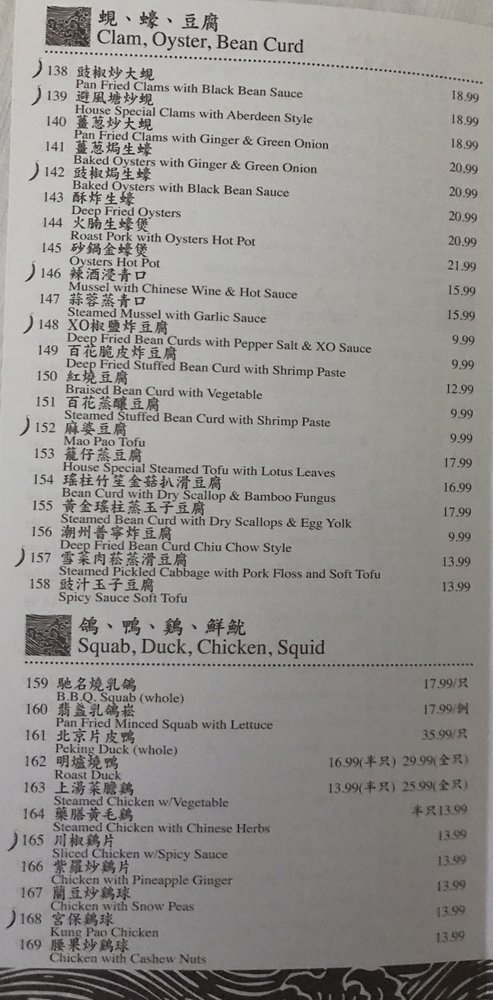 蜆、蠔、豆腐
Clam, Oyster, Bean Curd
138 豉椒炒大蜆
Pan Fried Clams with Black Bean Sauce 18.99
139 避風塘炒蜆
House Special Clams with Aberdeen Style 18.99
140 薑葱炒大蜆
Pan Fried Clams with Ginger & Green Onion 18.99
141 薑葱焗生蠔
Baked Oysters with Ginger & Green Onion 20.99
142 豉椒焗生蠔
Baked Oysters with Black Bean Sauce 20.99
143 酥炸生蠔
Deep Fried Oysters 20.99
144 火腩生蠔煲
Roast Pork with Oysters Hot Pot 20.99
145 砂鍋金蠔煲
Oysters Hot Pot 21.99
146 辣酒浸青口
Mussel with Chinese Wine & Hot Sauce 15.99
147 蒜蓉蒸青口
Steamed Mussel with Garlic Sauce 15.99
148 XO椒鹽炸豆腐
Deep Fried Bean Curds with Pepper Salt & XO Sauce 9.99
149 百花脆皮炸豆腐
Deep Fried Stuffed Bean Curd with Shrimp Paste 9.99
150 紅燒豆腐
Braised Bean Curd with Vegetable 12.99
151 百花蒸釀豆腐
Steamed Stuffed Bean Curd with Shrimp Paste 9.99
152 麻婆豆腐
Mao Pao Tofu 9.99
153 籠仔蒸豆腐
House Special Steamed Tofu with Lotus Leaves 17.99
154 瑤柱竹笙金菇扒滑豆腐
Bean Curd with Dry Scallop & Bamboo Fungus 16.99
155 黃金瑤柱蒸玉子豆腐
Steamed Bean Curd with Dry Scallops & Egg Yolk 17.99
156 潮州普寧炸豆腐
Deep Fried Bean Curd Chiu Chow Style 9.99
157 雪菜肉菘蒸滑豆腐
Steamed Pickled Cabbage with Pork Floss and Soft Tofu 13.99
158 豉汁玉子豆腐 13.99
Spicy Sauce Soft Tofu
鴿、鴨、鷄、鮮魷
Squab, Duck, Chicken, Squid
159 馳名燒乳鴿 17.99/只
B.B.Q. Squab (whole)
160 翡盞乳鴿崧 17.99/例
Pan Fried Minced Squab with Lettuce
161 北京片皮鴨 35.99/只
Peking Duck (whole)
162 明爐燒鴨 16.99(半只) 29.99(全只)
Roast Duck
163 上湯菜膽鷄 13.99(半只) 25.99(全只)
Steamed Chicken w/Vegetable
164 藥膳黃毛鷄 半只13.99
Steamed Chicken with Chinese Herbs
165 川椒鷄片 13.99
Sliced Chicken w/Spicy Sauce
166 紫羅炒鷄片 13.99
Chicken with Pineapple Ginger
167 蘭豆炒鷄球 13.99
Chicken with Snow Peas
168 宮保鷄球 13.99
Kung Pao Chicken
169 腰果炒鷄球 13.99
Chicken with Cashew Nuts